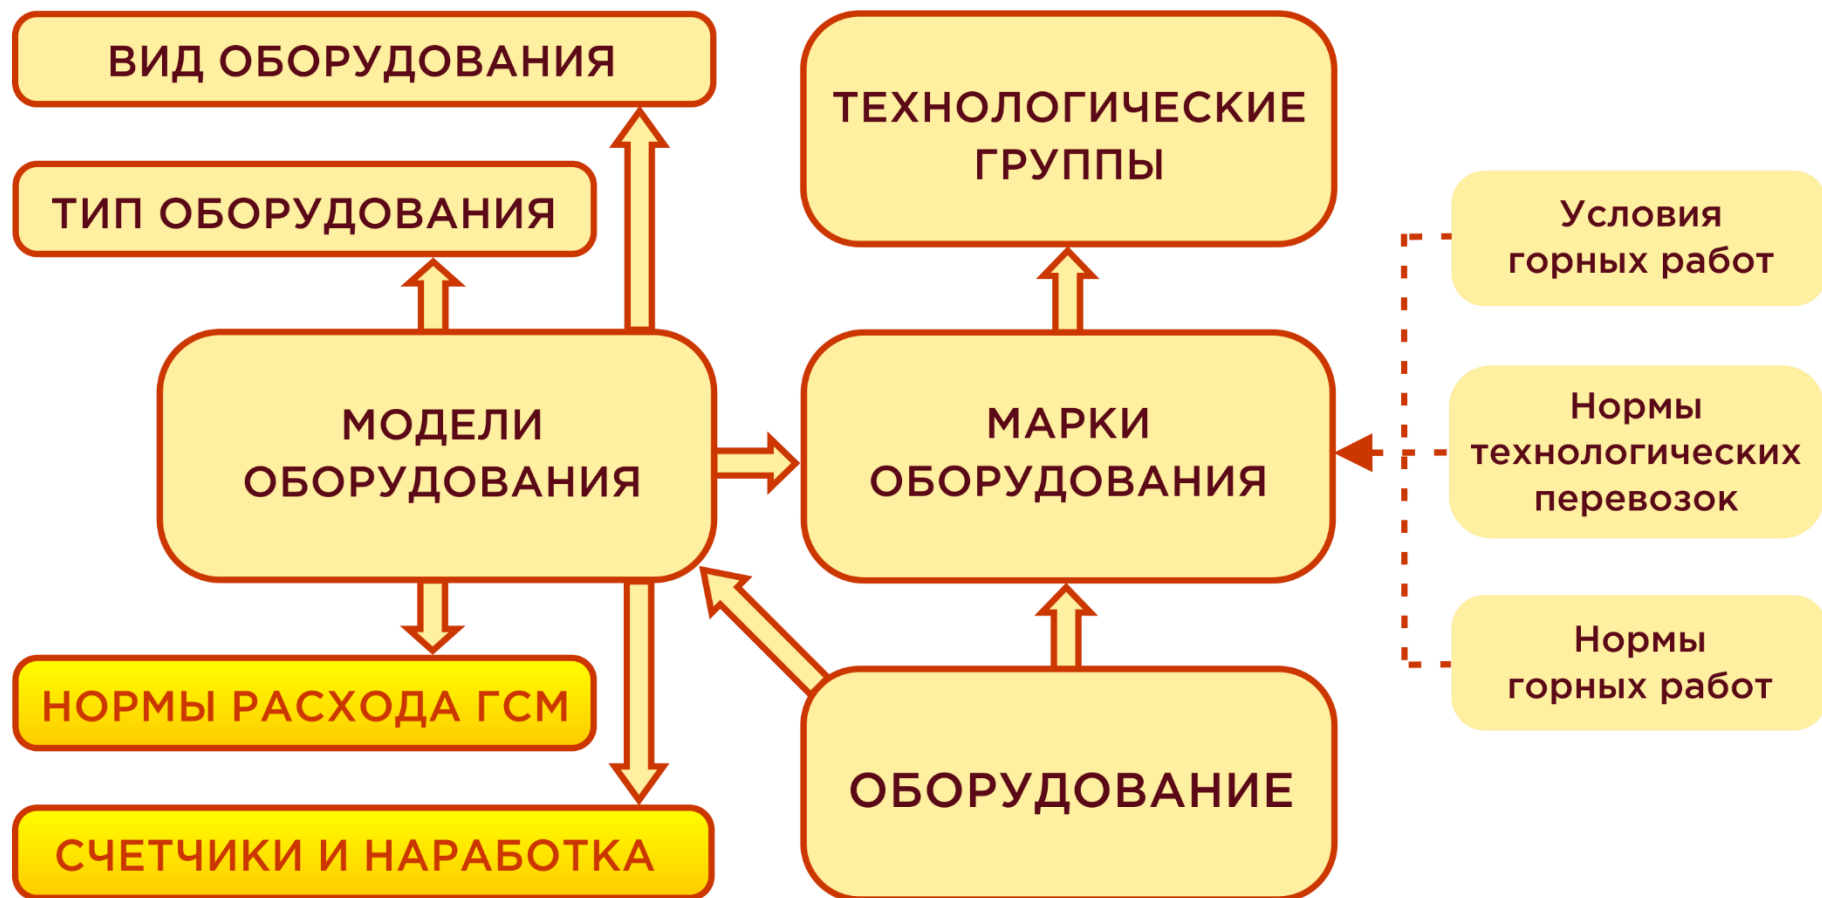 ВИД ОБОРУДОВАНИЯ
ТИП ОБОРУДОВАНИЯ
ТЕХНОЛОГИЧЕСКИЕ
ГРУППЫ
Условия
горных работ
МОДЕЛИ
ОБОРУДОВАНИЯ
МАРКИ
ОБОРУДОВАНИЯ
Нормы
технологических
перевозок
НОРМЫ РАСХОДА ГСМ
СЧЕТЧИКИ И НАРАБОТКА
ОБОРУДОВАНИЕ
Нормы
горных работ